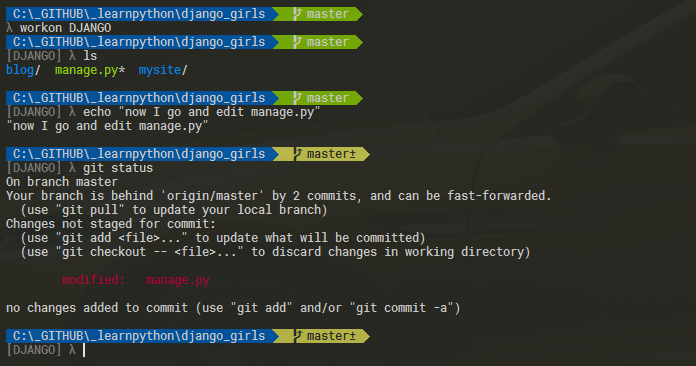 C:\_GITHUB\_learnpython\django_girls master
λ workon DJANGO
C:\_GITHUB\_learnpython\django_girls master
[DJANGO] λ ls
blog/ manage.py* mysite/
C:\_GITHUB\_learnpython\django_girls master
[DJANGO] λ echo "now I go and edit manage.py"
"now I go and edit manage.py"
C:\_GITHUB\_learnpython\django_girls master±
[DJANGO] λ git status
On branch master
Your branch is behind 'origin/master' by 2 commits, and can be fast-forwarded.
(use "git pull" to update your local branch)
Changes not staged for commit:
(use "git add <file>..." to update what will be committed)
(use "git checkout -- <file>..." to discard changes in working directory)
modified: manage.py
no changes added to commit (use "git add" and/or "git commit -a")
C:\_GITHUB\_learnpython\django_girls master±
[DJANGO] λ